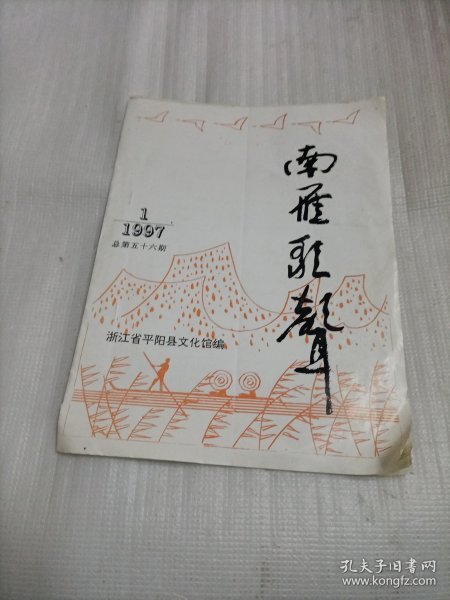 南雁歌聲
1
1997
总第五十六期
浙江省平阳县文化馆编
孔夫子旧书网
www.kongfz.com